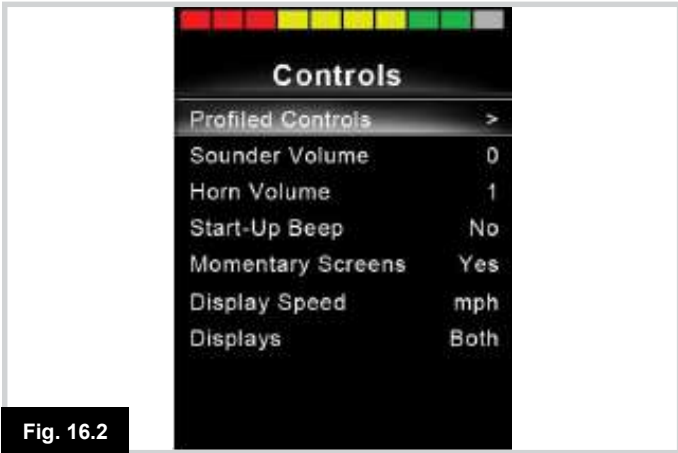 Controls
Profiled Controls >
Sounder Volume 0
Horn Volume 1
Start-Up Beep No
Momentary Screens Yes
Display Speed mph
Displays Both
Fig. 16.2